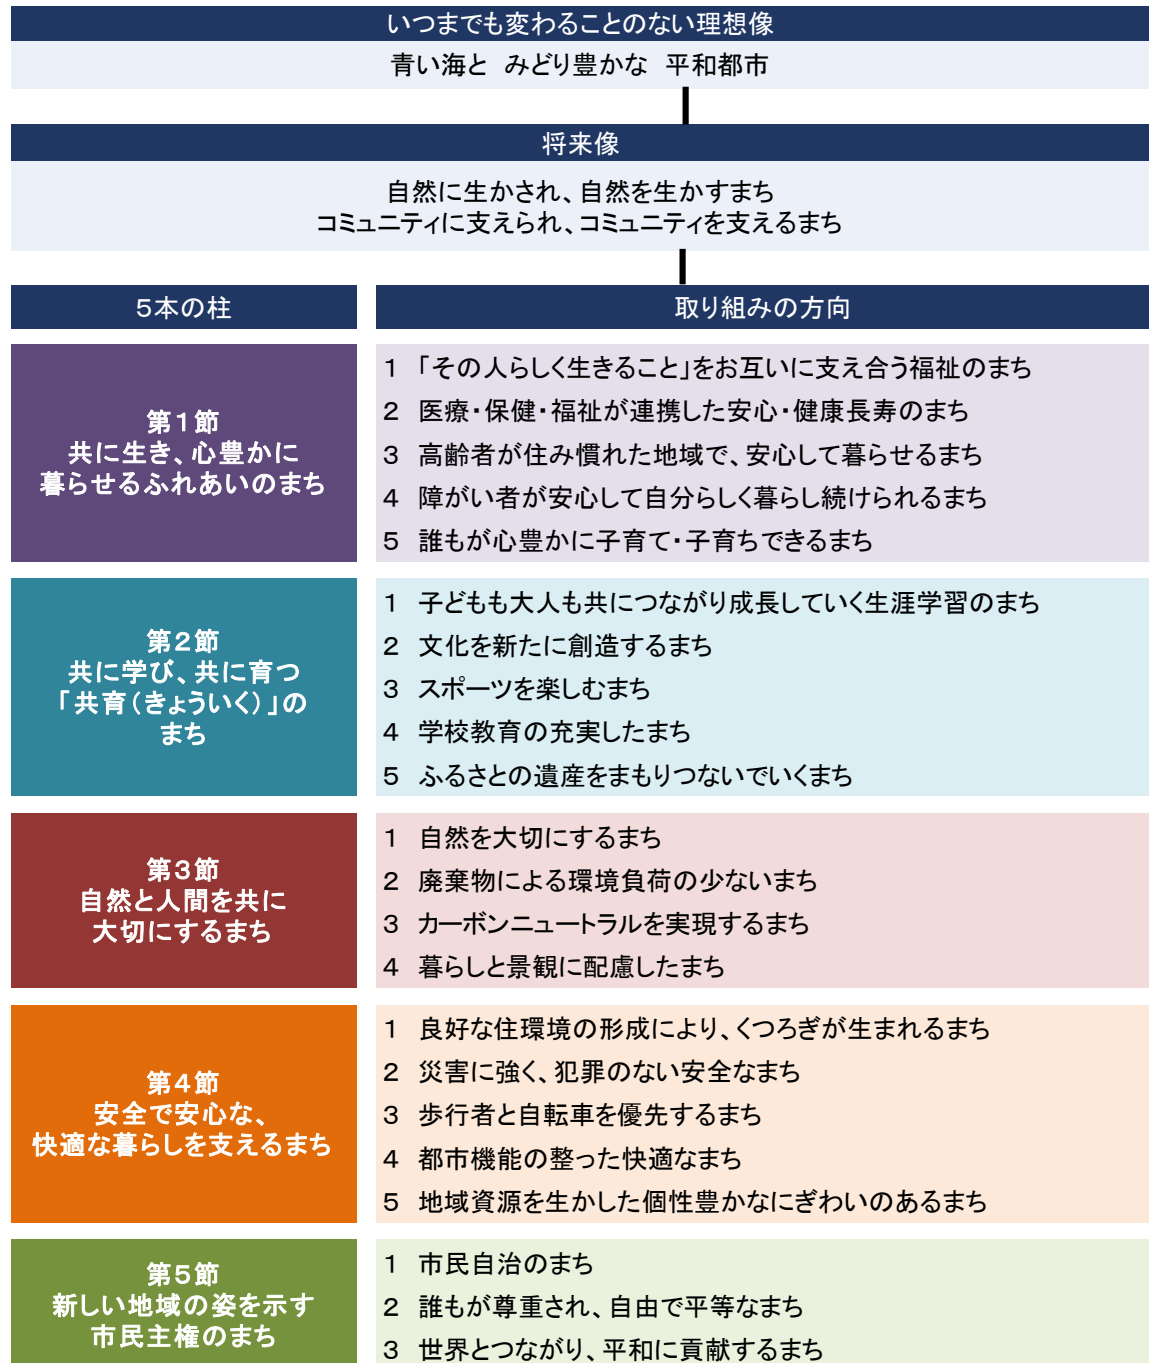 いつまでも変わることのない理想像
青い海と みどり豊かな 平和都市
将来像
自然に生かされ、自然を生かすまち
コミュニティに支えられ、コミュニティを支えるまち
5本の柱
取り組みの方向
第1節
共に生き、心豊かに
暮らせるふれあいのまち
1 「その人らしく生きること」をお互いに支え合う福祉のまち
2 医療・保健・福祉が連携した安心・健康長寿のまち
3 高齢者が住み慣れた地域で、安心して暮らせるまち
4 障がい者が安心して自分らしく暮らし続けられるまち
5 誰もが心豊かに子育て・子育ちできるまち
第2節
共に学び、共に育つ
「共育(きょういく)」の
まち
1 子どもも大人も共につながり成長していく生涯学習のまち
2 文化を新たに創造するまち
3 スポーツを楽しむまち
4 学校教育の充実したまち
5 ふるさとの遺産をまもりつないでいくまち
第3節
自然と人間を共に
大切にするまち
1 自然を大切にするまち
2 廃棄物による環境負荷の少ないまち
3 カーボンニュートラルを実現するまち
4 暮らしと景観に配慮したまち
第4節
安全で安心な、
快適な暮らしを支えるまち
1 良好な住環境の形成により、くつろぎが生まれるまち
2 災害に強く、犯罪のない安全なまち
3 歩行者と自転車を優先するまち
4 都市機能の整った快適なまち
5 地域資源を生かした個性豊かなにぎわいのあるまち
第5節
新しい地域の姿を示す
市民主権のまち
1 市民自治のまち
2 誰もが尊重され、自由で平等なまち
3 世界とつながり、平和に貢献するまち